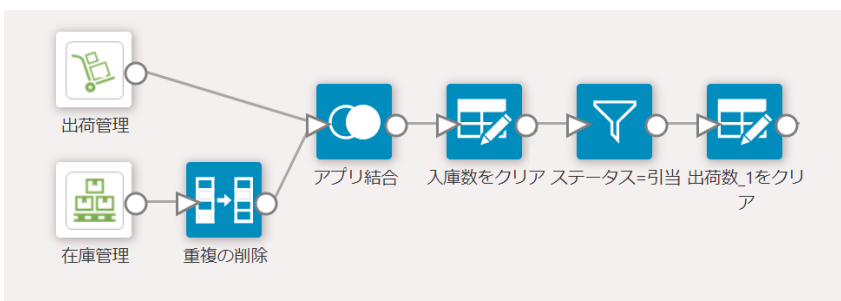 出荷管理
アプリ結合
入庫数をクリア
ステータス=引当
出荷数_1をクリ
ア
在庫管理
重複の削除